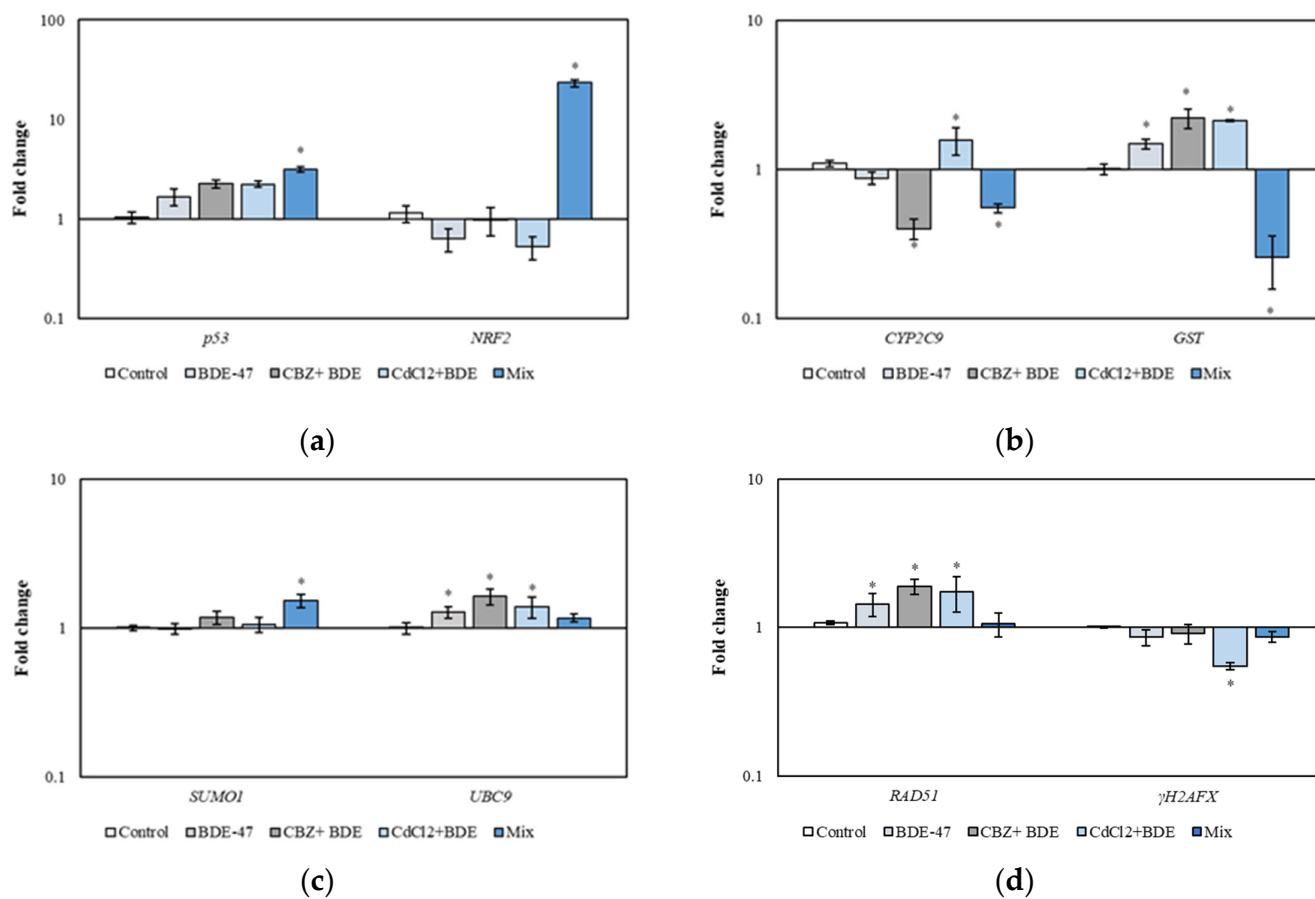 100
10
1
0.1
Fold change
*
*
p53 NRF2
Control BDE-47 CBZ+ BDE CdCl2+BDE Mix
(a)
10
1
0.1
Fold change
*
*
*
*
*
*
*
CYP2C9 GST
Control BDE-47 CBZ+ BDE CdCl2+BDE Mix
(b)
10
1
0.1
Fold change
*
*
*
*
SUMO1 UBC9
Control BDE-47 CBZ+ BDE CdCl2+BDE Mix
(c)
10
1
0.1
Fold change
*
*
*
*
RAD51 γH2AFX
Control BDE-47 CBZ+ BDE CdCl2+BDE Mix
(d)